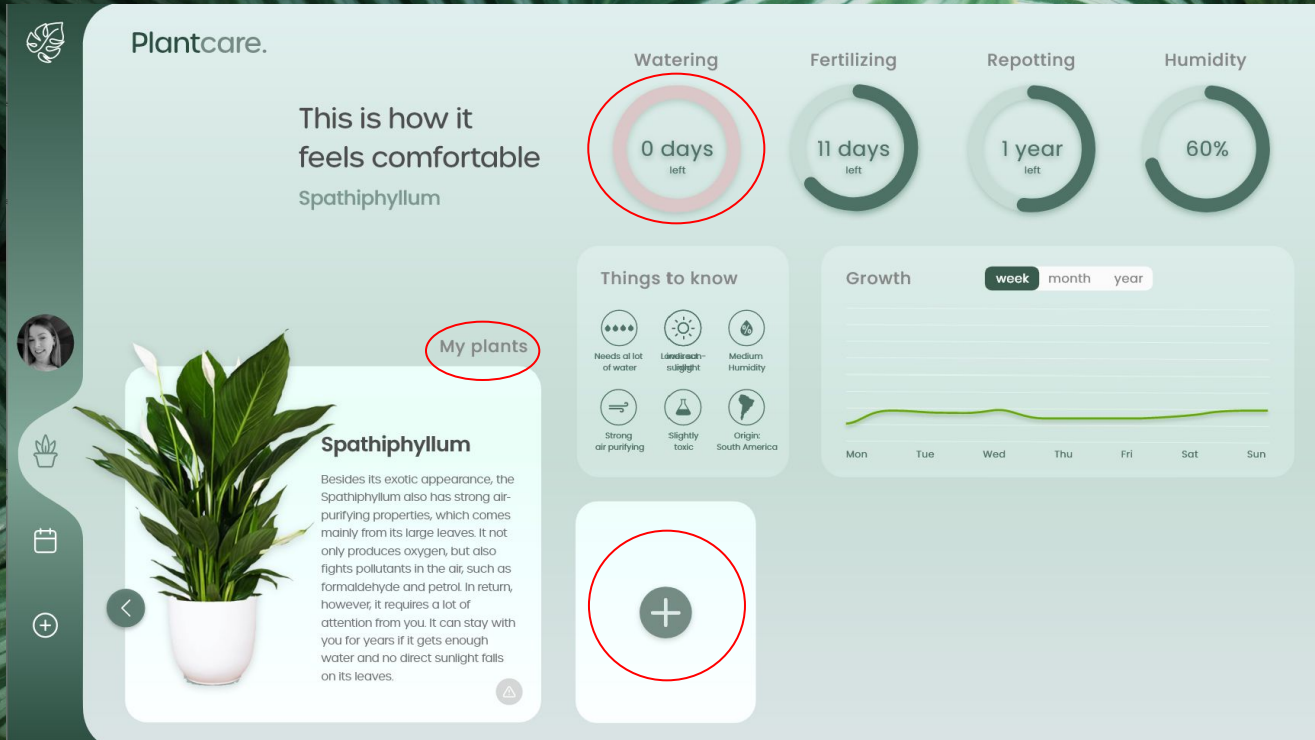 Plantcare.
This is how it
feels comfortable
Spathiphyllum
Watering
0 days
left
Fertilizing
11 days
left
Repotting
1 year
left
Humidity
60%
My plants
Spathiphyllum
Besides its exotic appearance, the
Spathiphyllum also has strong air-
purifying properties, which comes
mainly from its large leaves. It not
only produces oxygen, but also
fights pollutants in the air, such as
formaldehyde and petrol. In return,
however, it requires a lot of
attention from you. It can stay with
you for years if it gets enough
water and no direct sunlight falls
on its leaves.
Things to know
Needs al lot
of water
%
Medium
Humidity
Strong
air purifying
Slightly
toxic
Origin:
South America
Growth
week month year
Mon Tue Wed Thu Fri Sat Sun